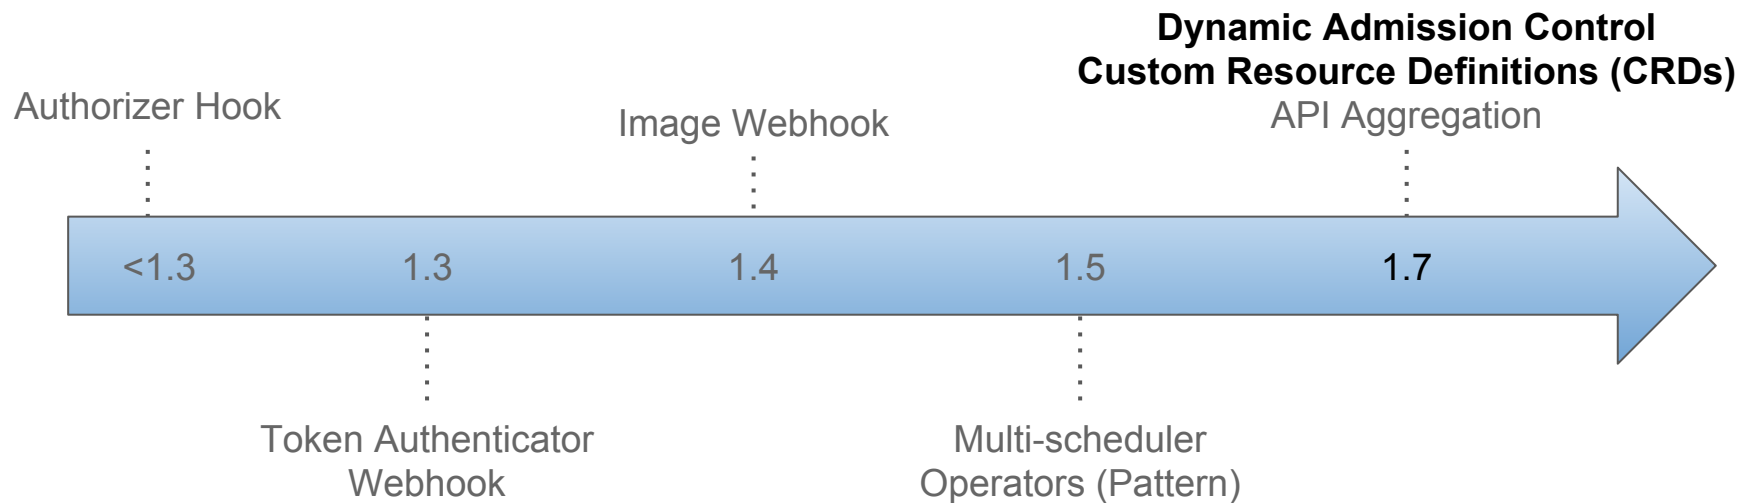 Dynamic Admission Control
Custom Resource Definitions (CRDs)
API Aggregation
Authorizer Hook
Image Webhook
<1.3
1.3
1.4
1.5
1.7
Token Authenticator
Webhook
Multi-scheduler
Operators (Pattern)